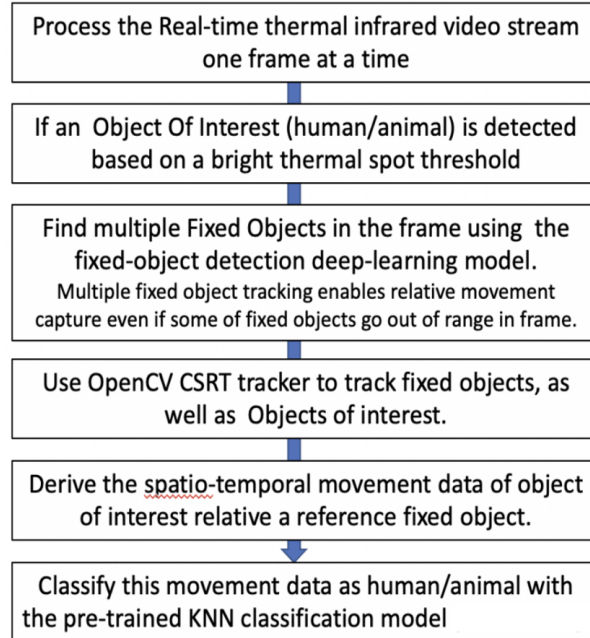 Process the Real-time thermal infrared video stream
one frame at a time
If an Object Of Interest (human/animal) is detected
based on a bright thermal spot threshold
Find multiple Fixed Objects in the frame using the
fixed-object detection deep-learning model.
Multiple fixed object tracking enables relative movement
capture even if some of fixed objects go out of range in frame.
Use OpenCV CSRT tracker to track fixed objects, as
well as Objects of interest.
Derive the spatio-temporal movement data of object
of interest relative a reference fixed object.
Classify this movement data as human/animal with
the pre-trained KNN classification model